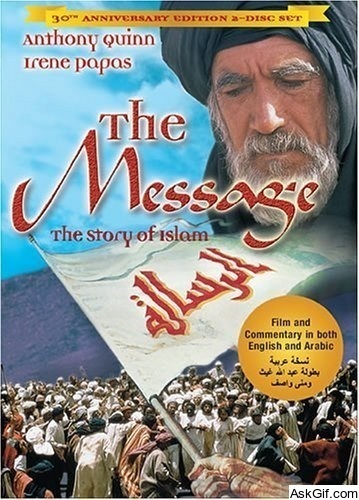 30TH ANNIVERSARY EDITION 2-DISC SET
Anthony Quinn
Irene Papas
The
Message
The Story of Islam
الرسالة
Film and
Commentary in both
English and Arabic
نسخة عربية
بطولة عبد الله غيث
ومنى واصف
AskGif.com